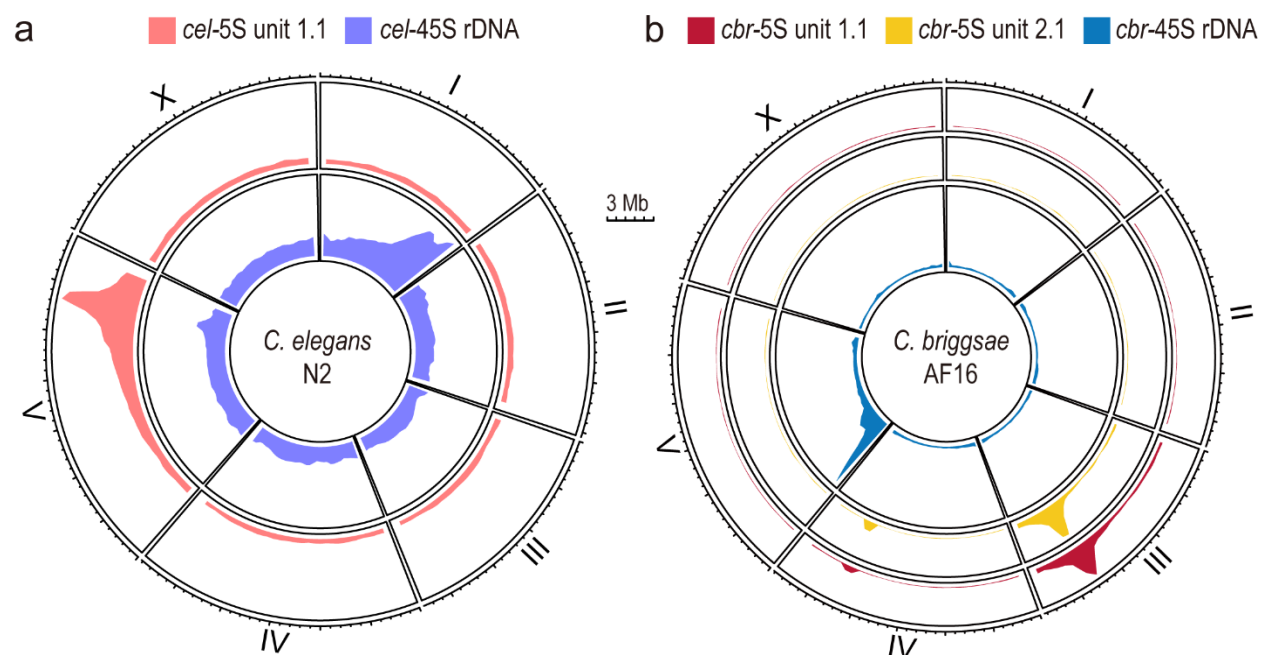 a
cel-5S unit 1.1 cel-45S rDNA
X
I
II
III
IV
V
C. elegans
N2
3 Mb
b
cbr-5S unit 1.1 cbr-5S unit 2.1 cbr-45S rDNA
X
I
II
III
IV
V
C. briggsae
AF16